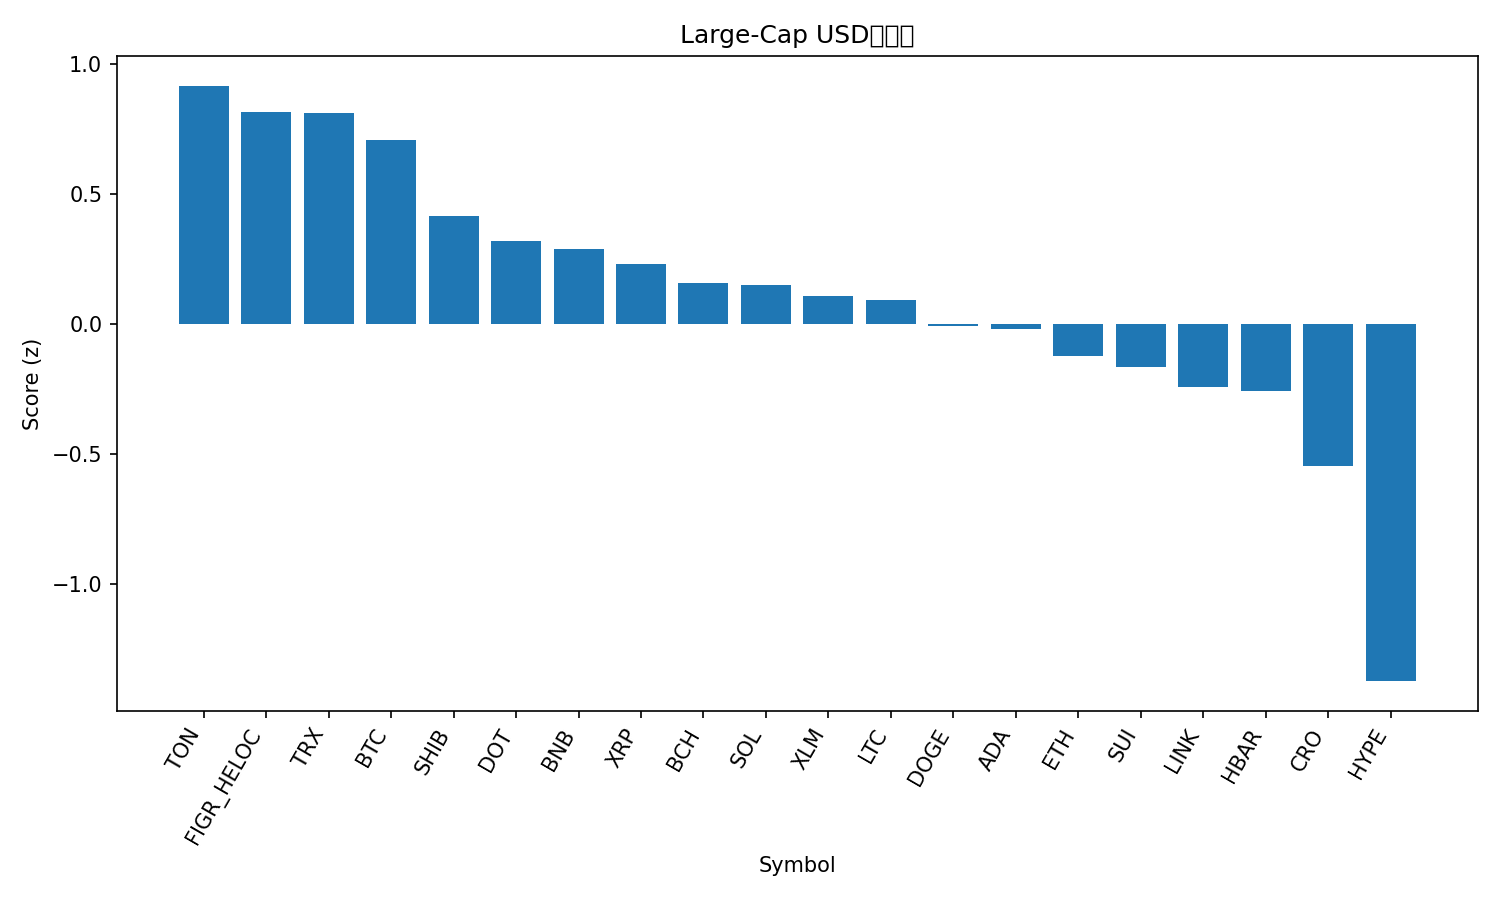 Large-Cap USD
1.0
0.5
0.0
−0.5
−1.0
Score (z)
TON
FIGR_HELOC
TRX
BTC
SHIB
DOT
BNB
XRP
BCH
SOL
XLM
LTC
DOGE
ADA
ETH
SUI
LINK
HBAR
CRO
HYPE
Symbol